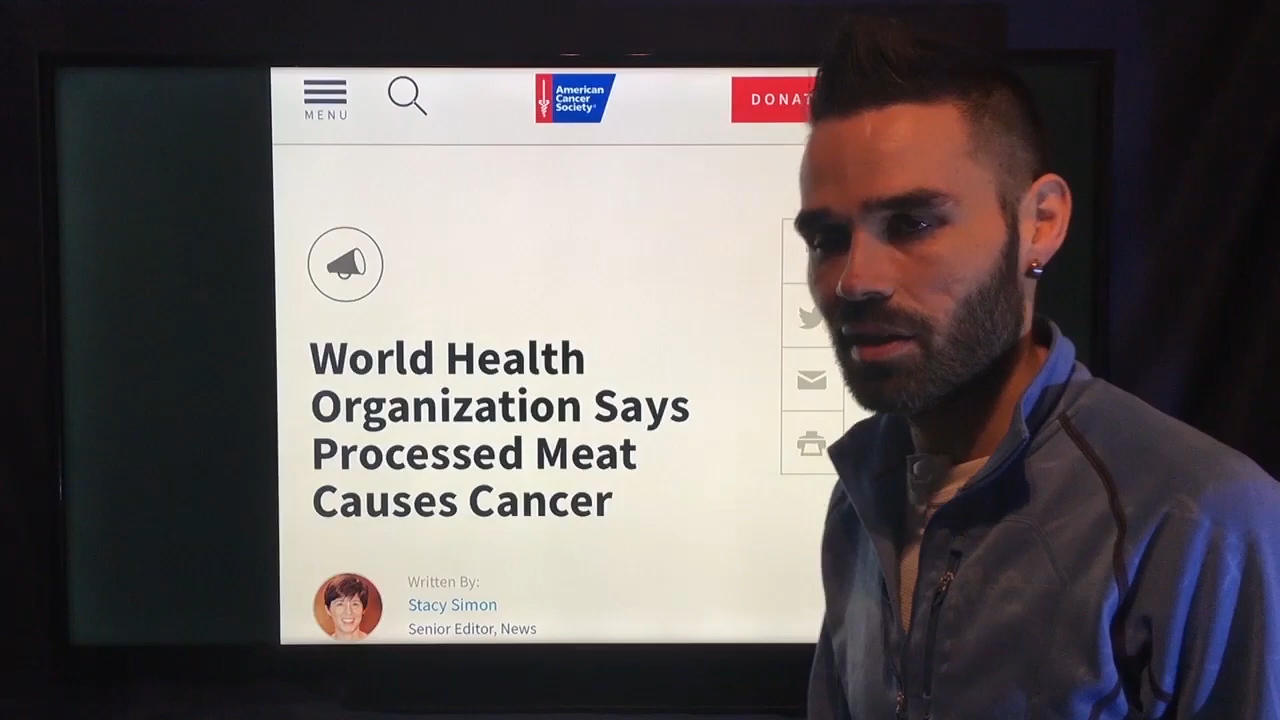 MENU
American
Cancer
Society
DONAT
World Health
Organization Says
Processed Meat
Causes Cancer
Written By:
Stacy Simon
Senior Editor, News